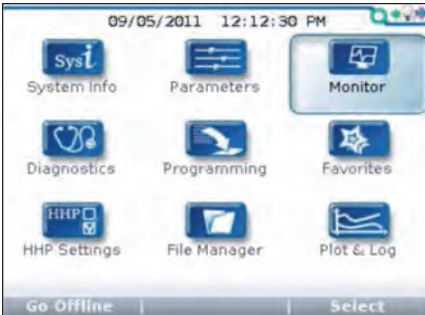 09/05/2011 12:12:30 PM
Sysi
System Info
Parameters
Monitor
Diagnostics
Programming
Favorites
HHP
HHP Settings
File Manager
Plot & Log
Go Offline
Select